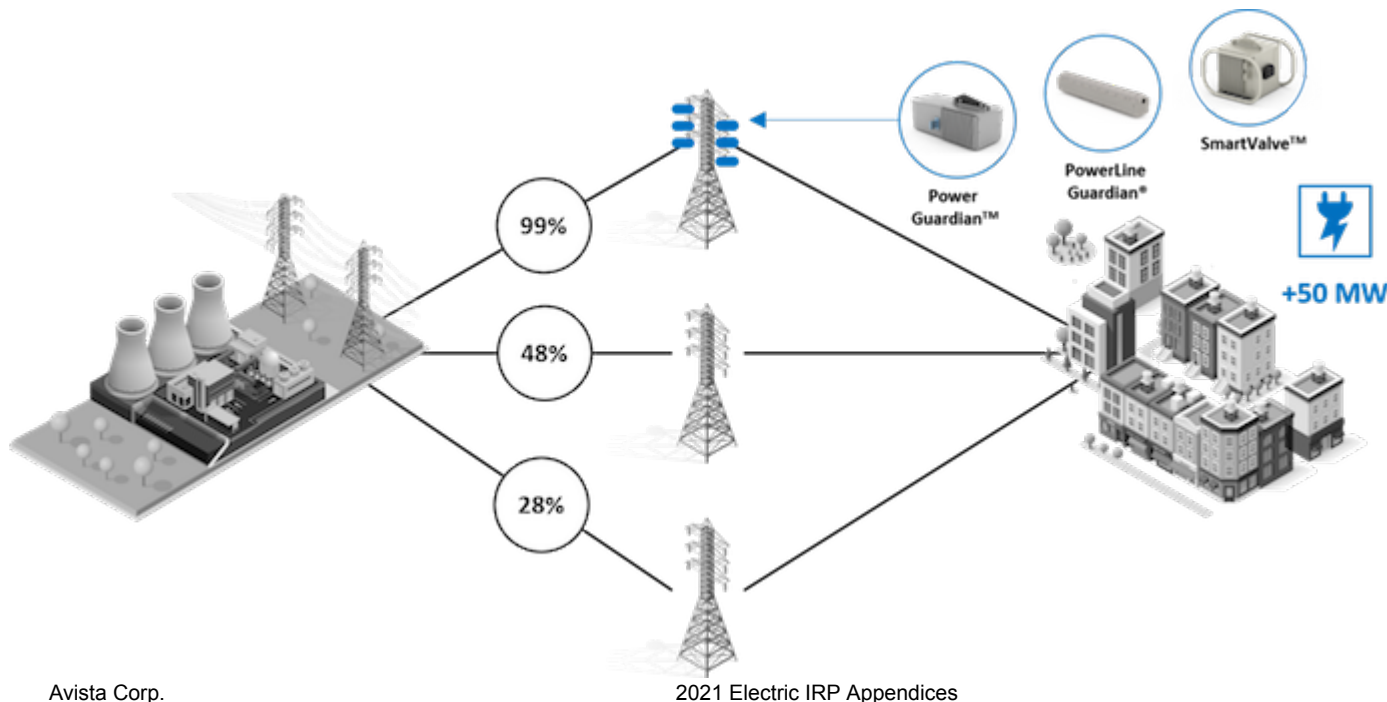 SmartValve™
PowerLine
Guardian®
Power
Guardian™
99%
+50 MW
48%
28%
Avista Corp.
2021 Electric IRP Appendices